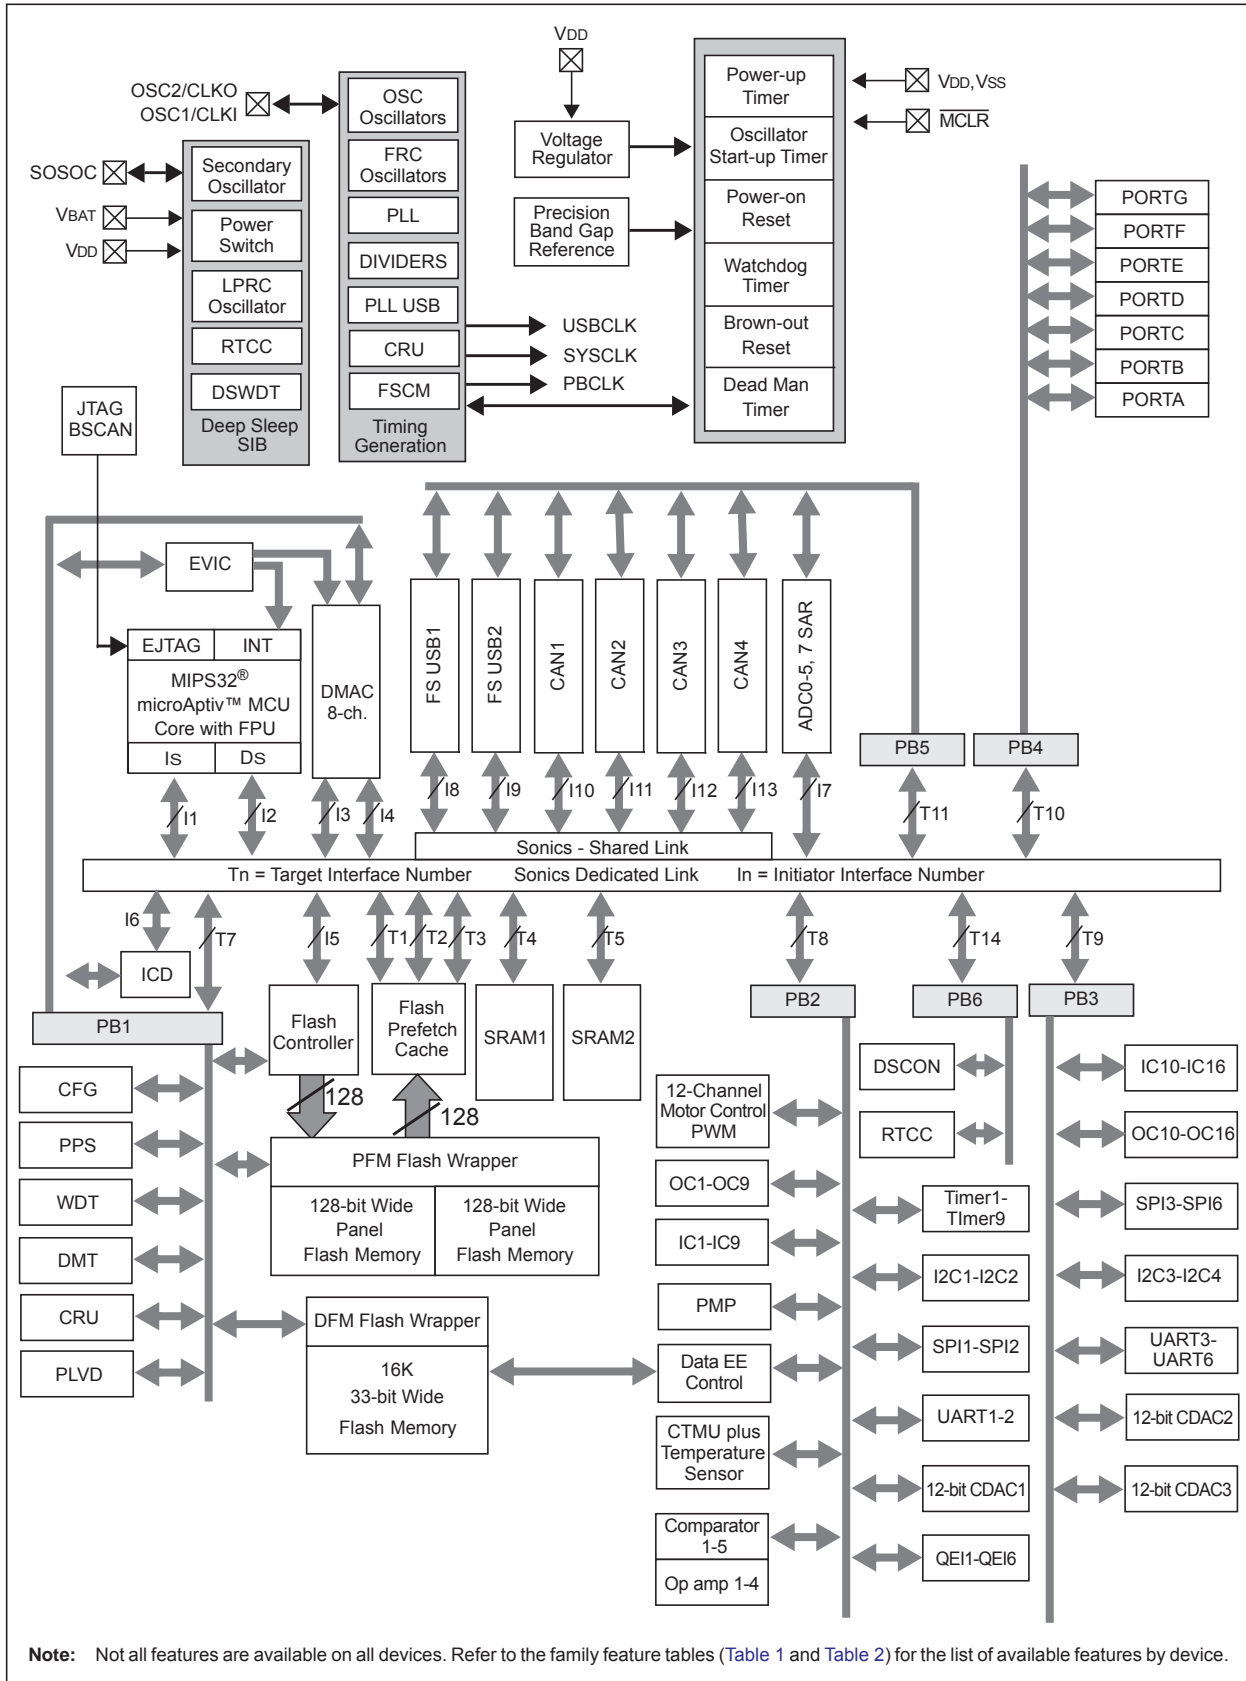 VDD
OSC2/CLKO
OSC1/CLKI
OSC
Oscillators
Power-up
Timer
VDD,VSS
MCLR
Voltage
Regulator
Oscillator
Start-up Timer
SOSOC
Secondary
Oscillator
FRC
Oscillators
VBAT
VDD
Power
Switch
PLL
Precision
Band Gap
Reference
Power-on
Reset
PORTG
PORTF
PORTE
PORTD
PORTC
PORTB
PORTA
LPRC
Oscillator
DIVIDERS
Watchdog
Timer
PLL USB
USBCLK
RTCC
CRU
SYSCLK
Brown-out
Reset
DSWDT
FSCM
PBCLK
Dead Man
Timer
Deep Sleep
SIB
Timing
Generation
JTAG
BSCAN
EVIC
EJTAG
INT
MIPS32®
microAptiv™ MCU
Core with FPU
IS
DS
DMAC
8-ch.
FS USB1
FS USB2
CAN1
CAN2
CAN3
CAN4
ADC0-5, 7 SAR
PB5
PB4
I1
I2
I3
I4
I8
I9
I10
I11
I12
I13
I7
T11
T10
Sonics - Shared Link
Tn = Target Interface Number
Sonics Dedicated Link
In = Initiator Interface Number
I6
T7
I5
T1
T2
T3
T4
T5
T8
T14
T9
ICD
PB1
Flash
Controller
Flash
Prefetch
Cache
SRAM1
SRAM2
PB2
PB6
PB3
CFG
PPS
WDT
DMT
CRU
PLVD
128
128
PFM Flash Wrapper
128-bit Wide
Panel
Flash Memory
128-bit Wide
Panel
Flash Memory
DFM Flash Wrapper
16K
33-bit Wide
Flash Memory
12-Channel
Motor Control
PWM
OC1-OC9
IC1-IC9
PMP
Data EE
Control
CTMU plus
Temperature
Sensor
Comparator
1-5
Op amp 1-4
DSCON
RTCC
Timer1-
TImer9
I2C1-I2C2
SPI1-SPI2
UART1-2
12-bit CDAC1
QEI1-QEI6
IC10-IC16
OC10-OC16
SPI3-SPI6
I2C3-I2C4
UART3-
UART6
12-bit CDAC2
12-bit CDAC3
Note: Not all features are available on all devices. Refer to the family feature tables (Table 1 and Table 2) for the list of available features by device.